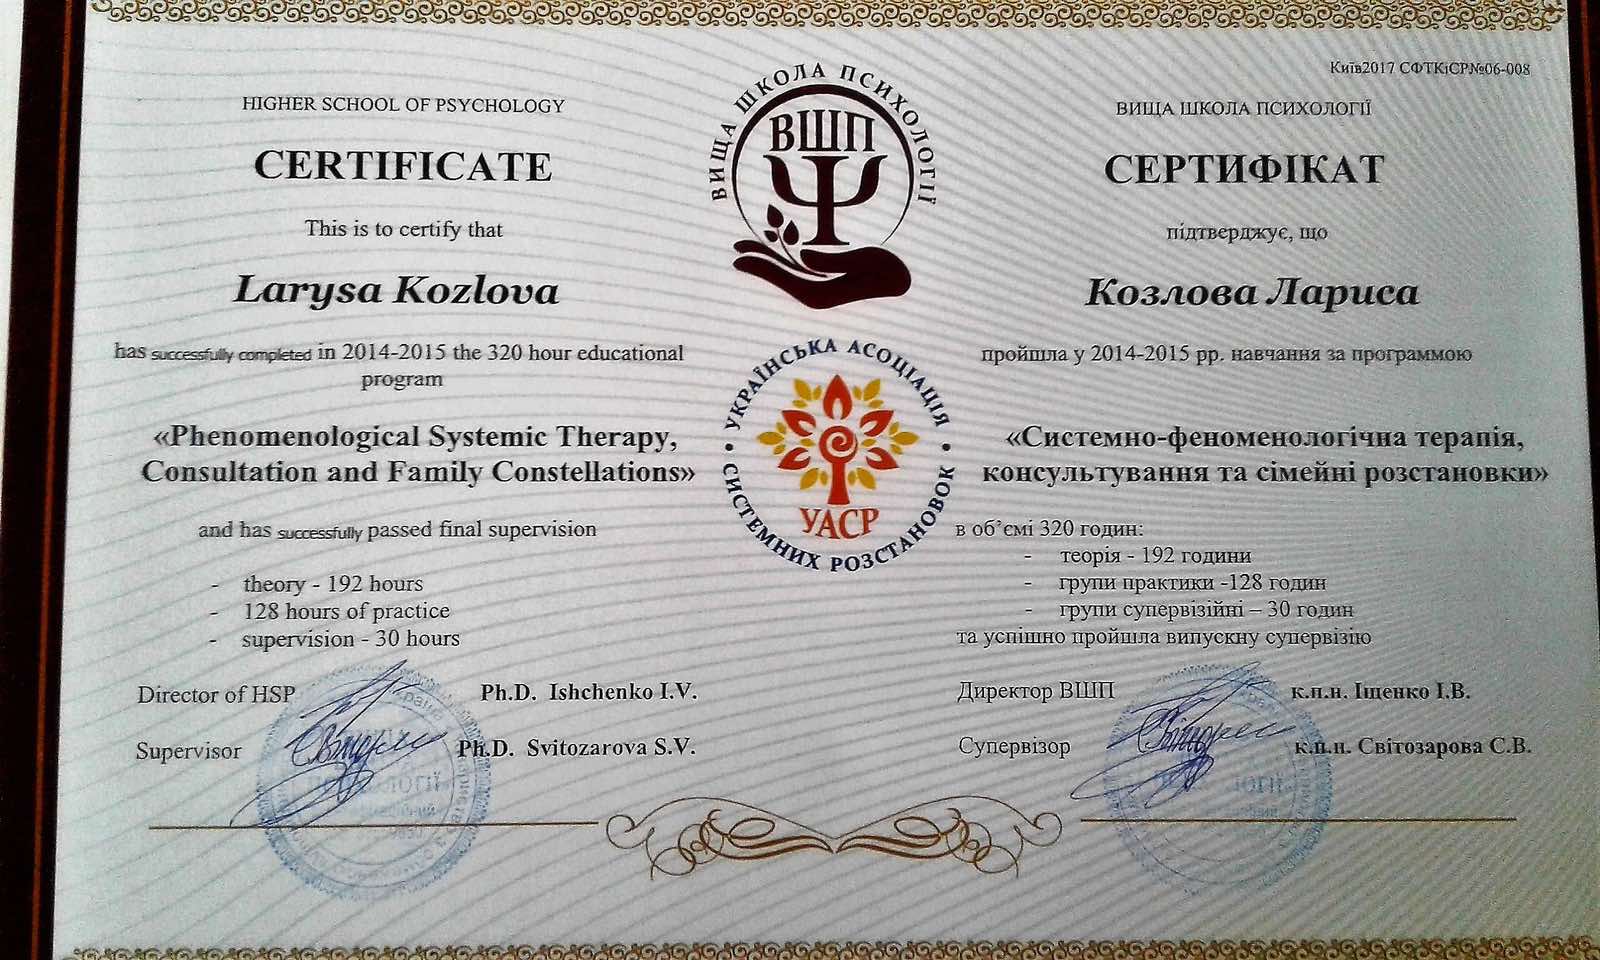 Київ2017 СФТКіСР№06-008
HIGHER SCHOOL OF PSYCHOLOGY
CERTIFICATE
This is to certify that
Larysa Kozlova
has successfully completed in 2014-2015 the 320 hour educational
program
«Phenomenological Systemic Therapy,
Consultation and Family Constellations»
and has successfully passed final supervision
- theory - 192 hours
- 128 hours of practice
- supervision - 30 hours
Director of HSP Ph.D. Ishchenko I.V.
Supervisor Ph.D. Svitozarova S.V.
ВИЩА ШКОЛА ПСИХОЛОГІЇ
ВШП
УКРАЇНСЬКА АСОЦІАЦІЯ
СИСТЕМНИХ РОЗСТАНОВОК
УАСР
ВИЩА ШКОЛА ПСИХОЛОГІЇ
СЕРТИФІКАТ
підтверджує, що
Козлова Лариса
пройшла у 2014-2015 рр. навчання за программою
«Системно-феноменологічна терапія,
консультування та сімейні розстановки»
в об’ємі 320 годин:
- теорія - 192 години
- групи практики -128 годин
- групи супервізійні – 30 годин
та успішно пройшла випускну супервізію
Директор ВШП к.п.н. Іщенко І.В.
Супервізор к.п.н. Світозарова С.В.